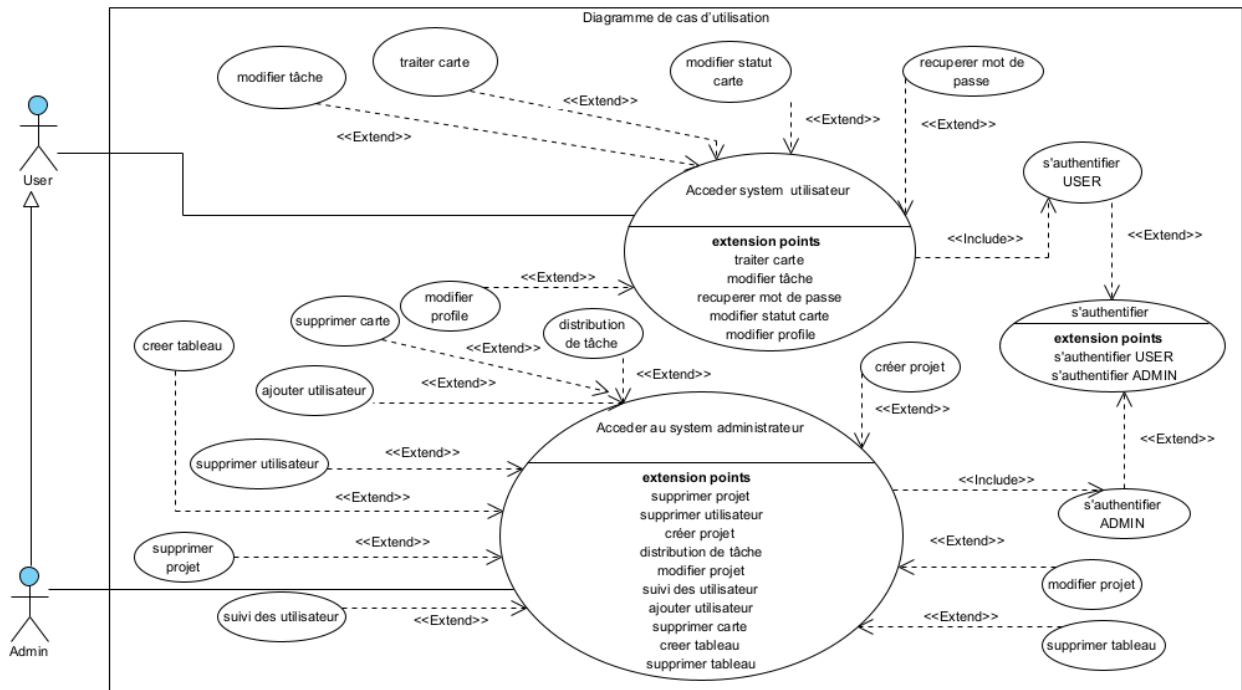 Diagramme de cas d'utilisation
modifier tâche
traiter carte
modifier statut
carte
recuperer mot de
passe
<<Extend>>
<<Extend>>
<<Extend>>
<<Extend>>
User
Acceder system utilisateur
extension points
traiter carte
modifier tâche
recuperer mot de passe
modifier statut carte
modifier profile
s'authentifier
USER
<<Include>>
<<Extend>>
s'authentifier
extension points
s'authentifier USER
s'authentifier ADMIN
<<Extend>>
modifier
profile
supprimer carte
<<Extend>>
distribution
de tâche
<<Extend>>
creer tableau
ajouter utilisateur
<<Extend>>
créer projet
<<Extend>>
Acceder au system administrateur
extension points
supprimer projet
supprimer utilisateur
créer projet
distribution de tâche
modifier projet
suivi des utilisateur
ajouter utilisateur
supprimer carte
creer tableau
supprimer tableau
supprimer utilisateur
<<Extend>>
<<Extend>>
supprimer
projet
<<Extend>>
suivi des utilisateur
<<Extend>>
Admin
<<Include>>
<<Extend>>
s'authentifier
ADMIN
<<Extend>>
modifier projet
<<Extend>>
supprimer tableau